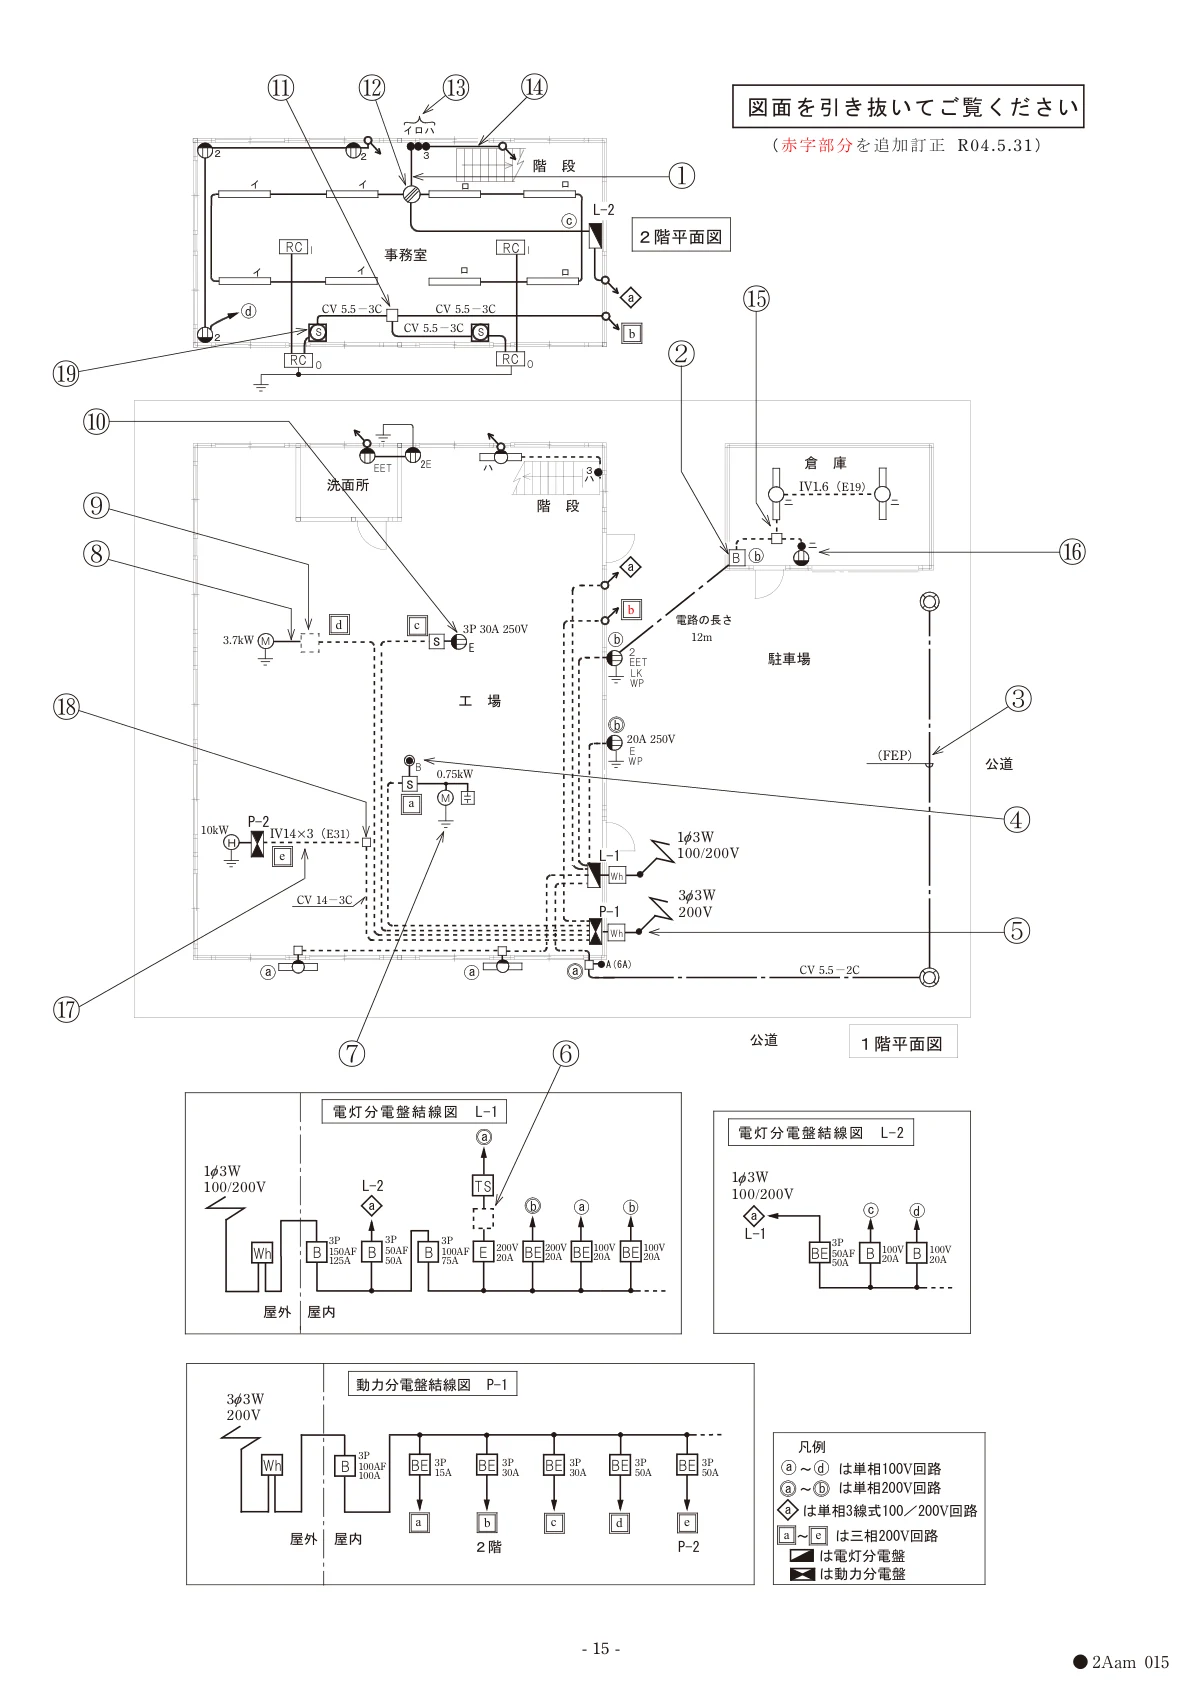 図面を引き抜いてご覧ください
(赤字部分を追加訂正 R04.5.31)
⑪
⑫
⑬
⑭
イロハ
3
2
2
階 段
①
イ
イ
ロ
ロ
L-2
ⓒ
2階平面図
RC I
RC I
事務室
イ
イ
ロ
ロ
a
ⓓ
CV 5.5-3C
CV 5.5-3C
CV 5.5-3C
S
S
b
2
⑮
②
⑲
RC O
RC O
⑩
EET
2E
ハ
3
ハ
洗面所
階 段
倉 庫
IV1.6 (E19)
ニ
ニ
⑨
⑧
B
ⓑ
ニ
⑯
a
b
d
c
3P 30A 250V
S
E
3.7kW
M
電路の長さ
12m
ⓑ
2
EET
LK
WP
駐車場
工 場
⑱
③
ⓑ
20A 250V
E
WP
(FEP)
公道
B
0.75kW
S
a
M
④
P-2
10kW
H
IV14×3 (E31)
e
1φ3W
100/200V
L-1
Wh
CV 14-3C
3φ3W
200V
P-1
Wh
⑤
ⓐ
ⓐ
ⓐ
A(6A)
CV 5.5-2C
⑰
⑦
⑥
公道
1階平面図
電灯分電盤結線図 L-1
ⓐ
1φ3W
100/200V
L-2
a
TS
ⓑ
ⓐ
ⓑ
Wh
B
3P
150AF
125A
B
3P
50AF
50A
B
3P
100AF
75A
E
200V
20A
BE
200V
20A
BE
100V
20A
BE
100V
20A
屋外
屋内
電灯分電盤結線図 L-2
1φ3W
100/200V
a
L-1
ⓒ
ⓓ
BE
3P
50AF
50A
B
100V
20A
B
100V
20A
動力分電盤結線図 P-1
3φ3W
200V
Wh
B
3P
100AF
100A
BE
3P
15A
BE
3P
30A
BE
3P
30A
BE
3P
50A
BE
3P
50A
a
b
c
d
e
屋外
屋内
2階
P-2
凡例
ⓐ～ⓓ は単相100V回路
ⓐ～ⓑ は単相200V回路
a は単相3線式100／200V回路
a～e は三相200V回路
は電灯分電盤
は動力分電盤
- 15 -
●2Aam 015